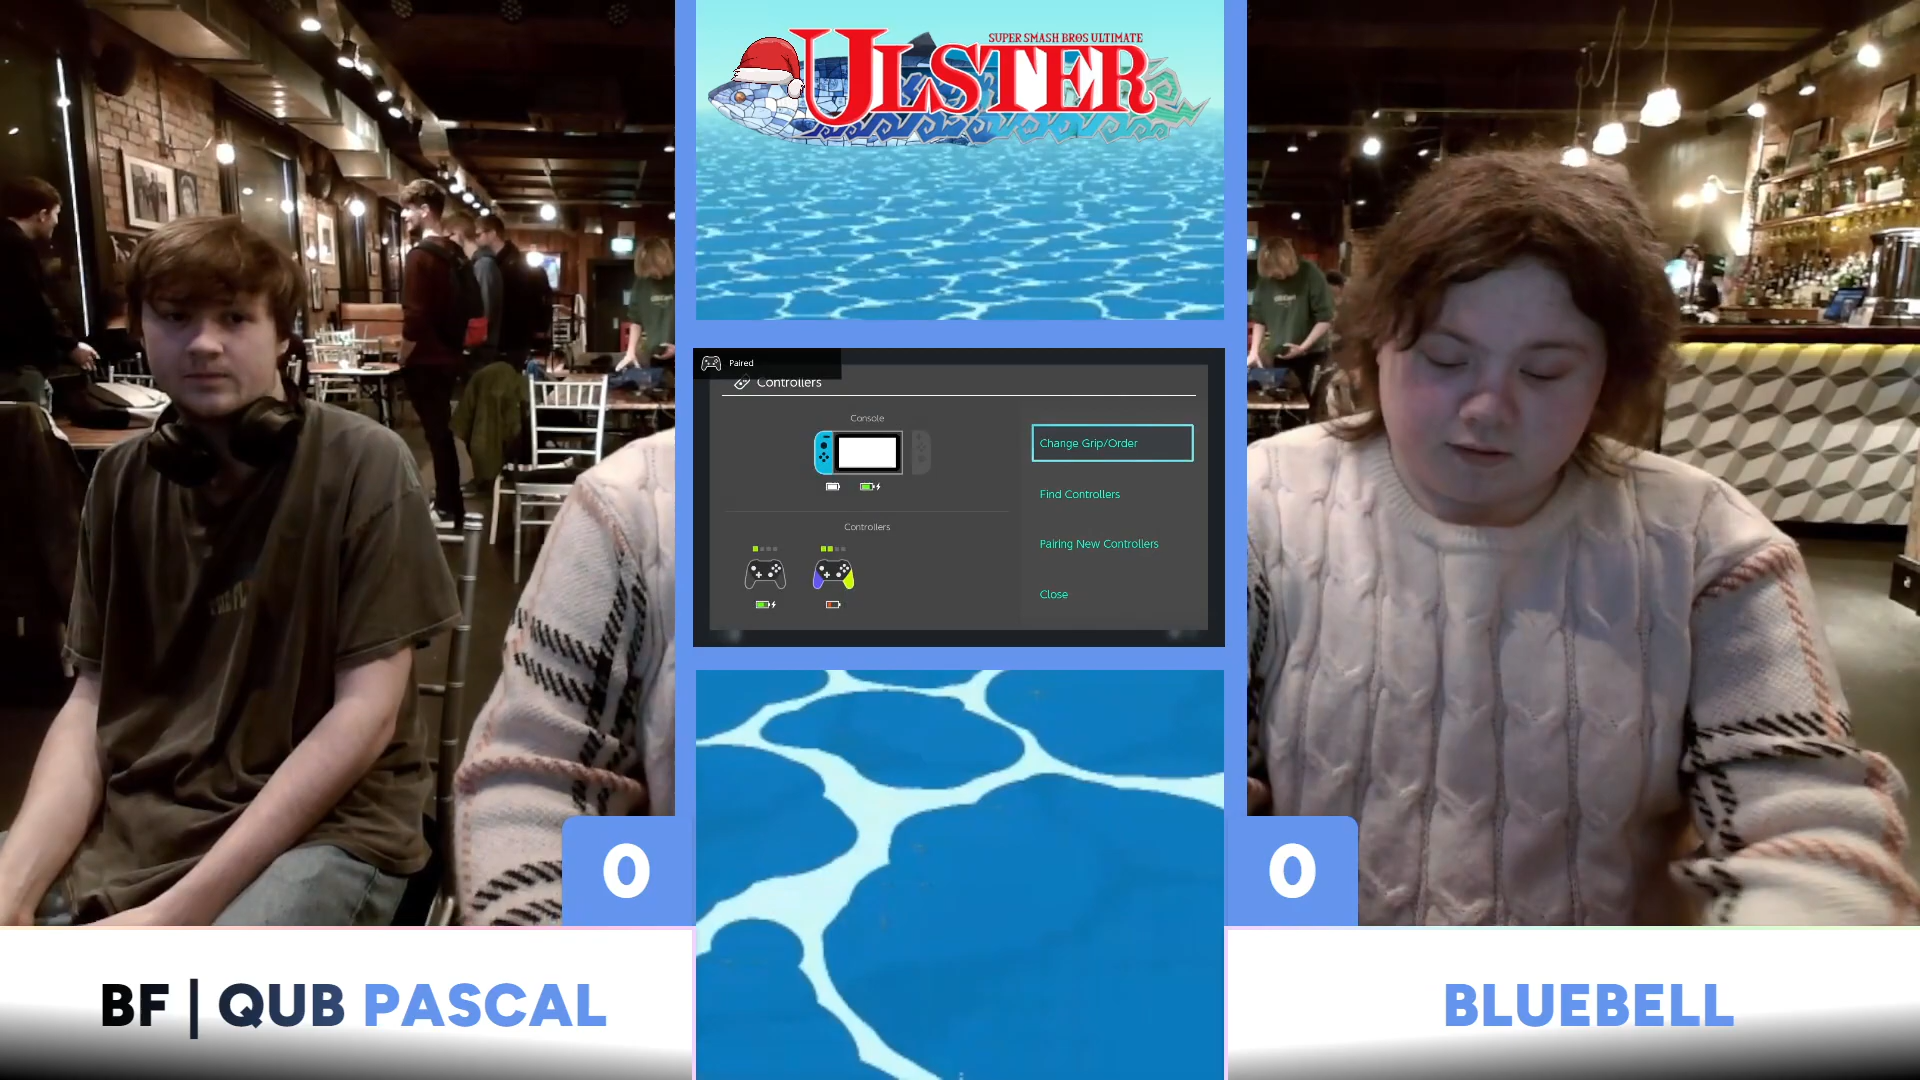 SUPER SMASH BROS ULTIMATE
ULSTER
Paired
Controllers
Console
Change Grip/Order
Find Controllers
Controllers
Pairing New Controllers
Close
0
0
BF | QUB PASCAL
BLUEBELL